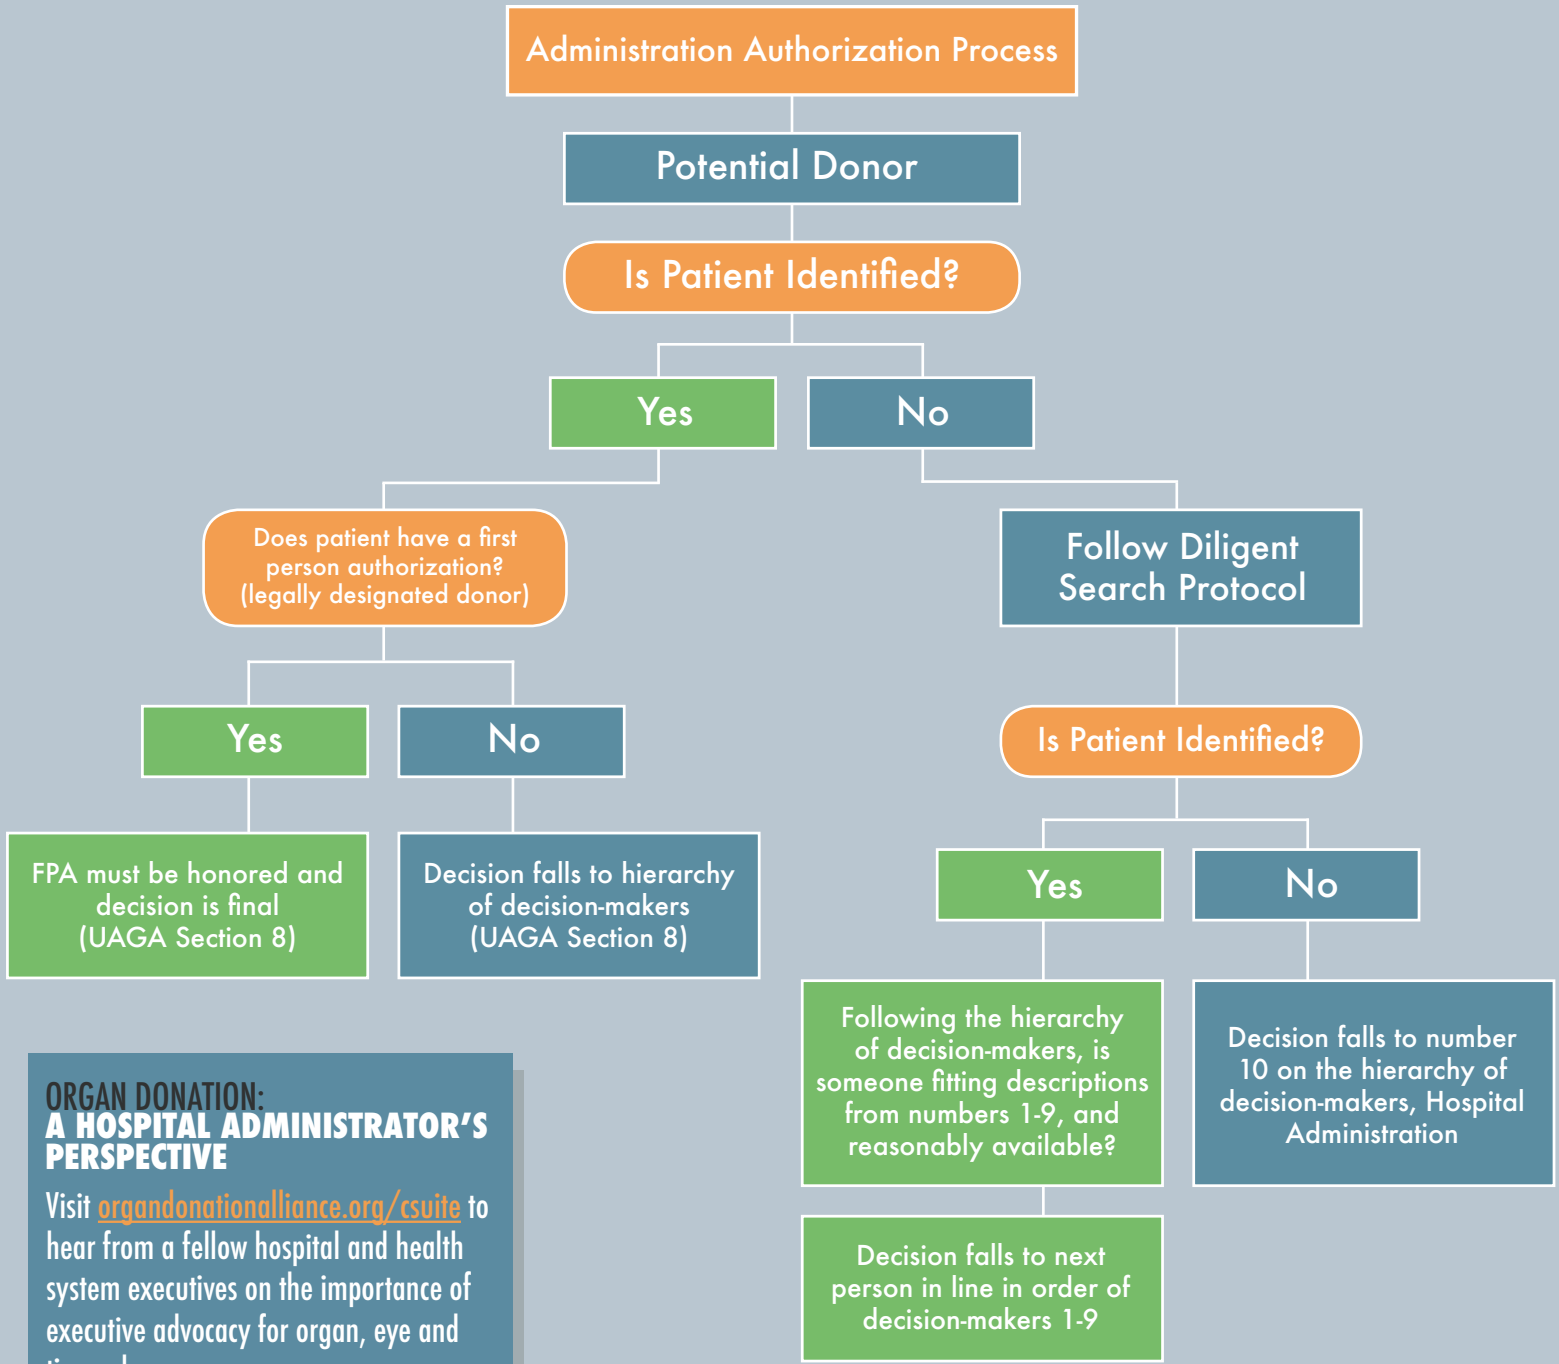 Administration Authorization Process
Potential Donor
Is Patient Identified?
Yes
No
Does patient have a first
person authorization?
(legally designated donor)
Follow Diligent
Search Protocol
Yes
No
Is Patient Identified?
FPA must be honored and
decision is final
(UAGA Section 8)
Decision falls to hierarchy
of decision-makers
(UAGA Section 8)
Yes
No
Following the hierarchy
of decision-makers, is
someone fitting descriptions
from numbers 1-9, and
reasonably available?
Decision falls to number
10 on the hierarchy of
decision-makers, Hospital
Administration
Decision falls to next
person in line in order of
decision-makers 1-9
ORGAN DONATION:
A HOSPITAL ADMINISTRATOR'S
PERSPECTIVE
Visit organdonationalliance.org/csuite to
hear from a fellow hospital and health
system executives on the importance of
executive advocacy for organ, eye and